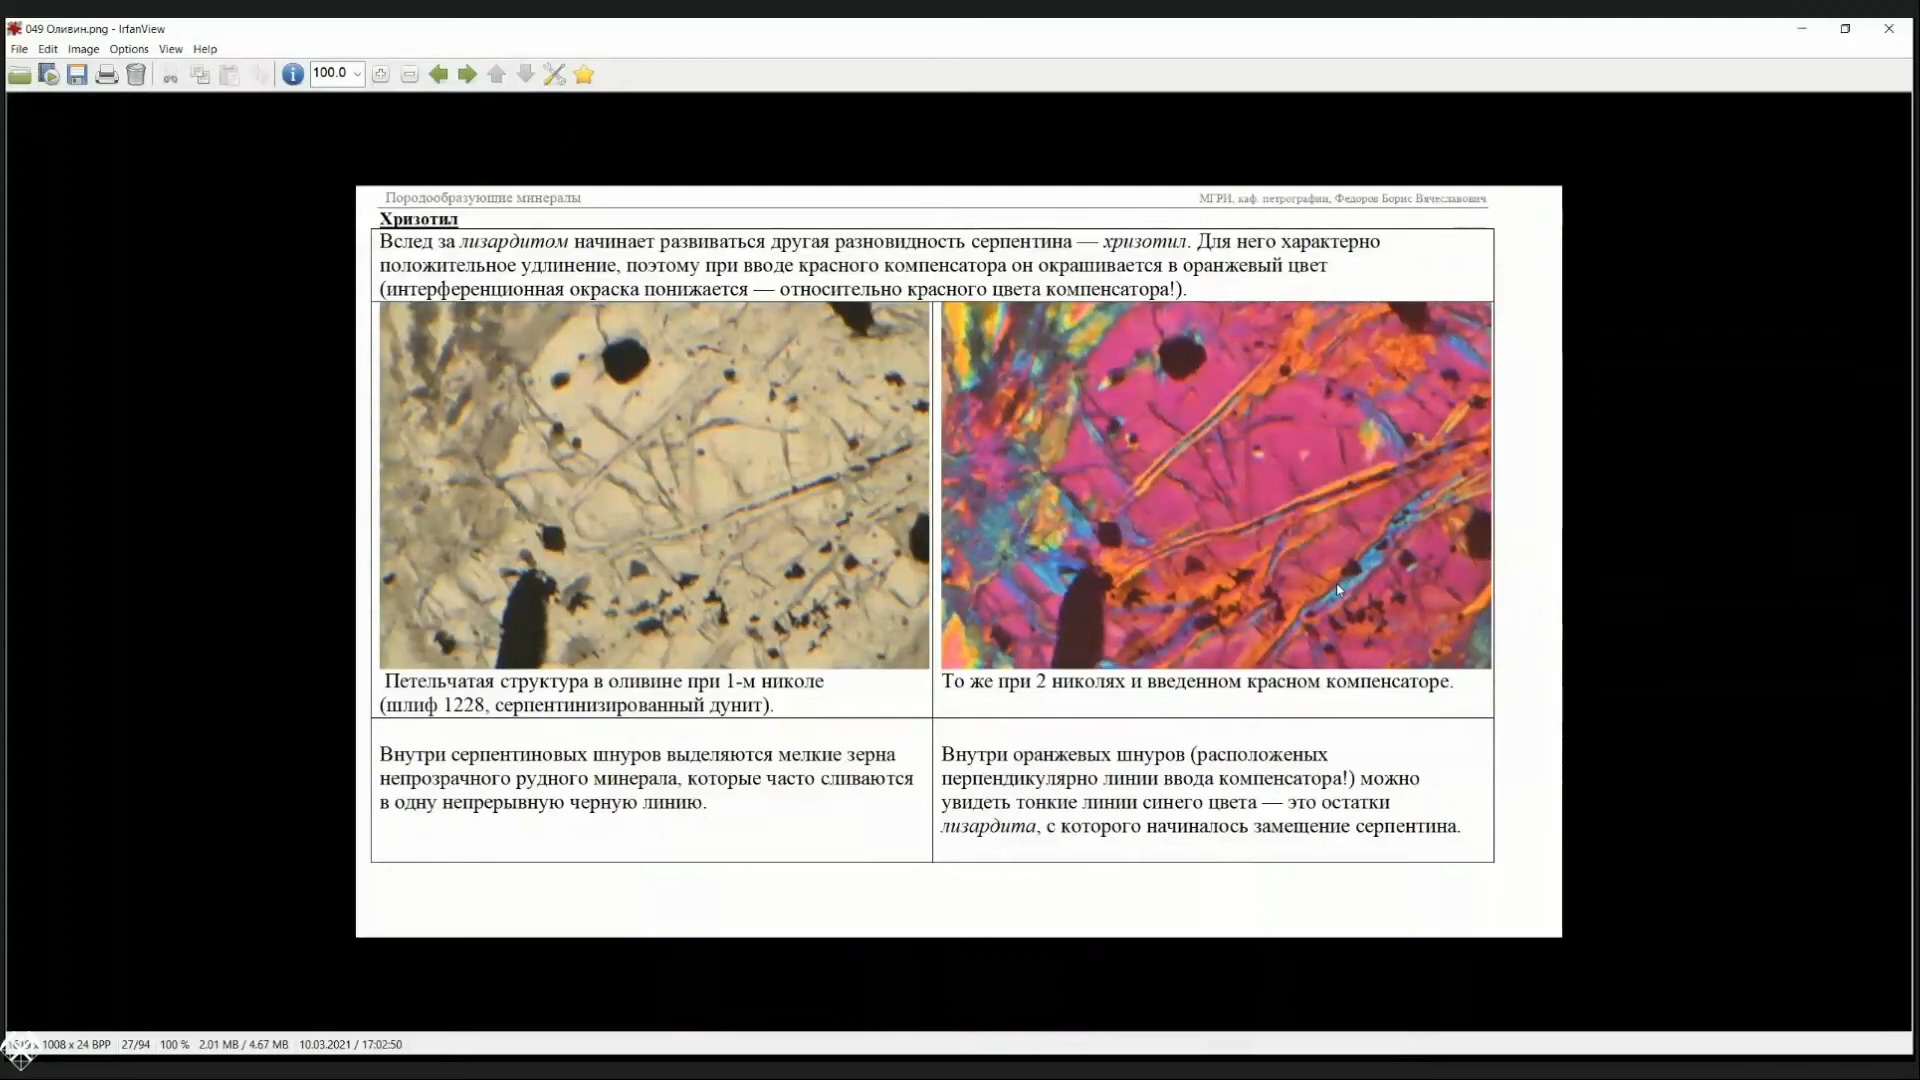 049 Оливин.png - IrfanView
File Edit Image Options View Help
100.0
Породообразующие минералы
МГРИ, каф. петрографии, Федоров Борис Вячеславович
Хризотил
Вслед за лизардитом начинает развиваться другая разновидность серпентина — хризотил. Для него характерно
положительное удлинение, поэтому при вводе красного компенсатора он окрашивается в оранжевый цвет
(интерференционная окраска понижается — относительно красного цвета компенсатора!).
Петельчатая структура в оливине при 1-м николе
(шлиф 1228, серпентинизированный дунит).
То же при 2 николях и введенном красном компенсаторе.
Внутри серпентиновых шнуров выделяются мелкие зерна
непрозрачного рудного минерала, которые часто сливаются
в одну непрерывную черную линию.
Внутри оранжевых шнуров (расположеных
перпендикулярно линии ввода компенсатора!) можно
увидеть тонкие линии синего цвета — это остатки
лизардита, с которого начиналось замещение серпентина.
x 1008 x 24 BPP 27/94 100 % 2.01 MB / 4.67 MB 10.03.2021 / 17:02:50